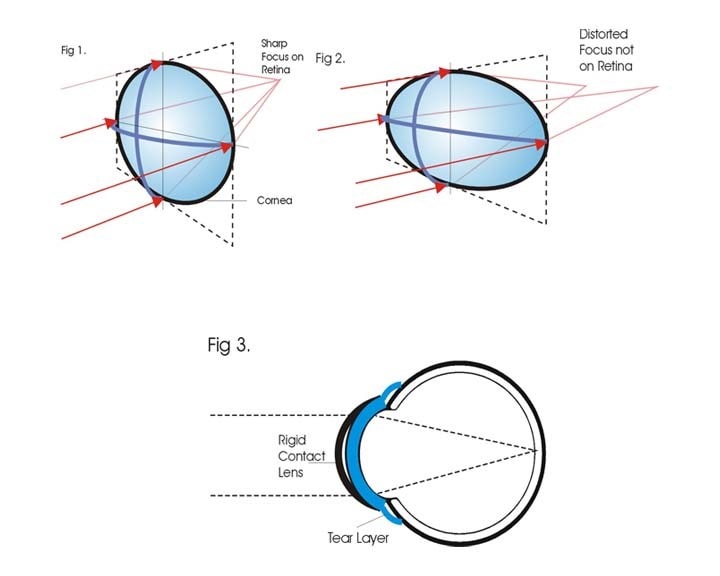 Fig 1.
Sharp
Focus on
Retina
Cornea
Fig 2.
Distorted
Focus not
on Retina
Fig 3.
Rigid
Contact
Lens
Tear Layer